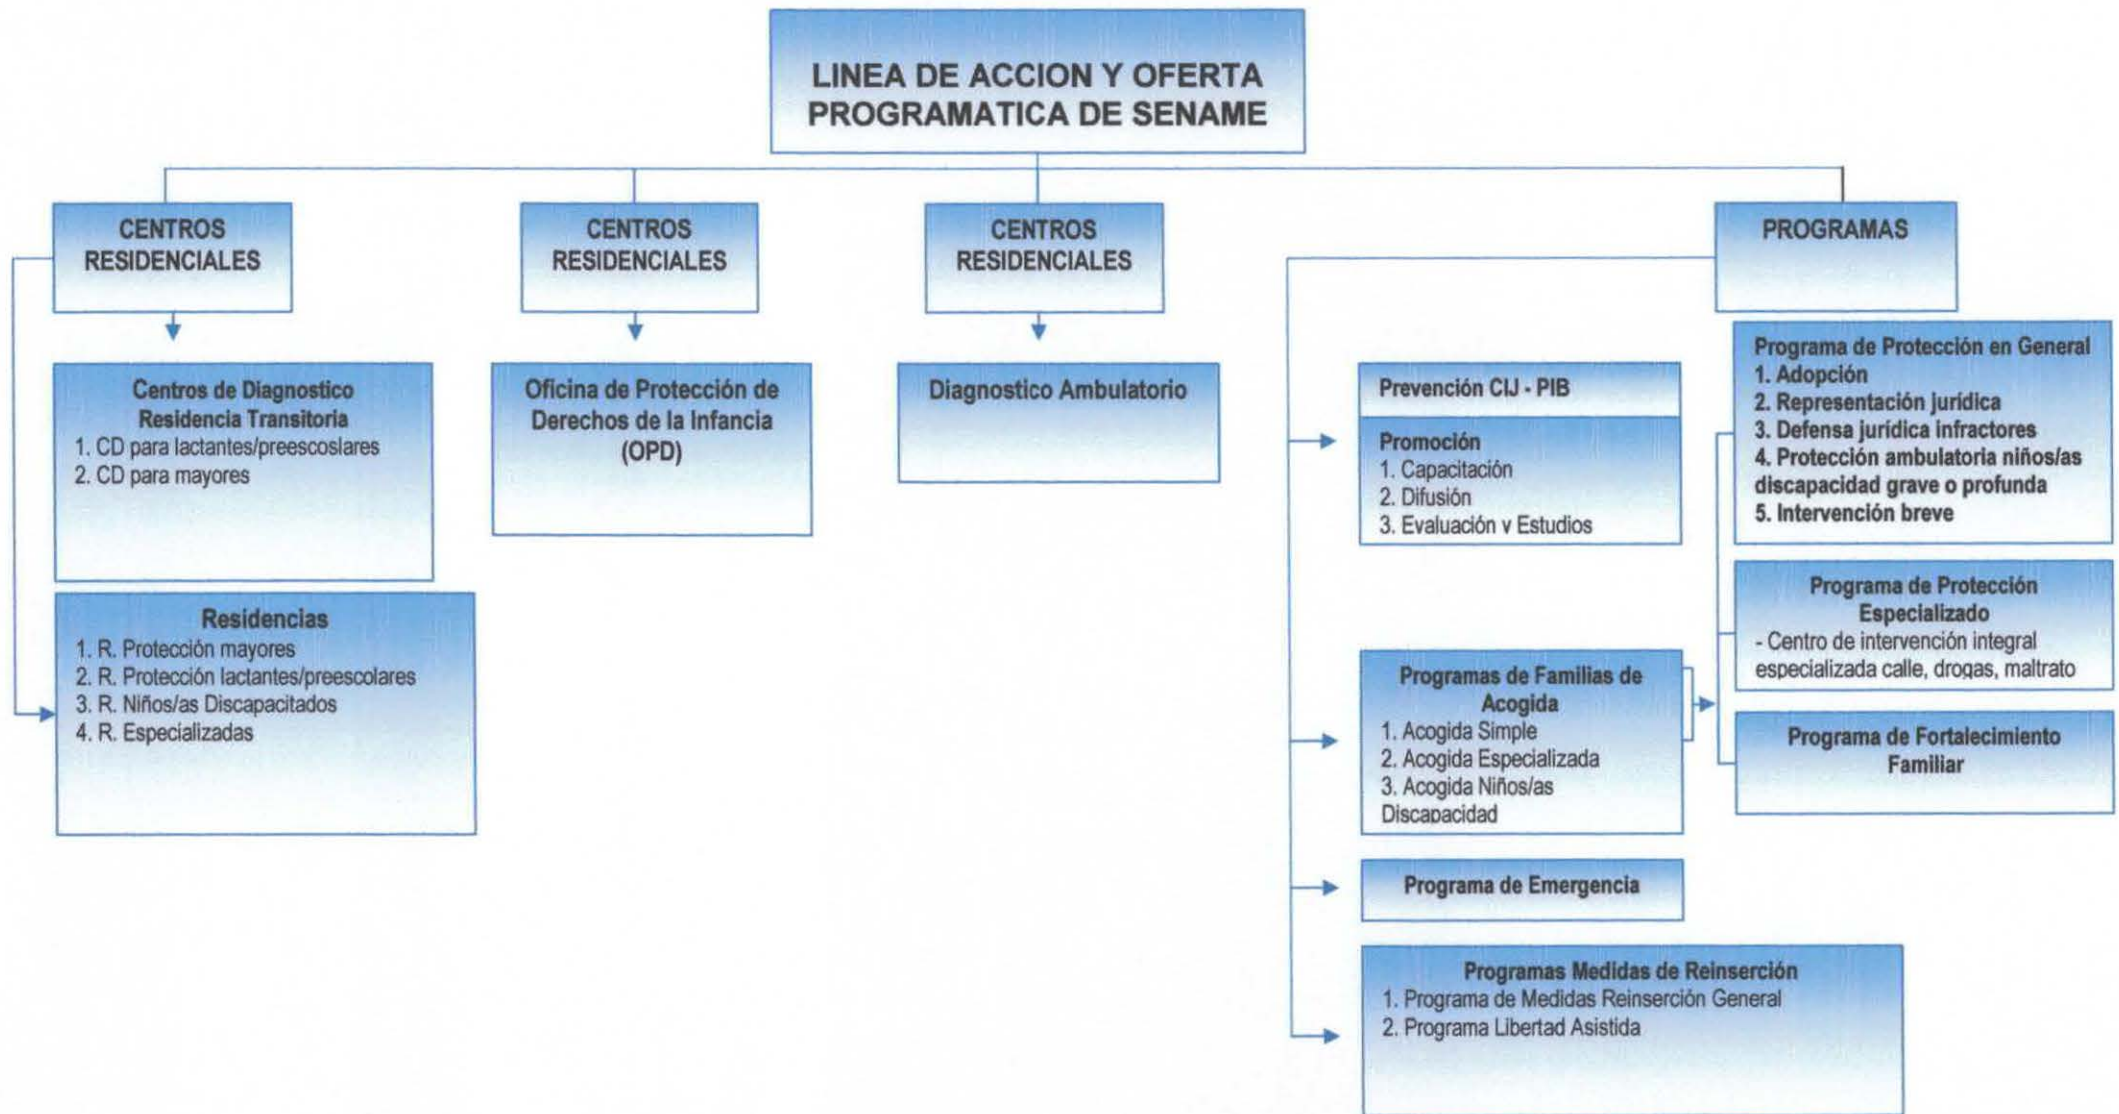 LINEA DE ACCION Y OFERTA
PROGRAMATICA DE SENAME
CENTROS
RESIDENCIALES
CENTROS
RESIDENCIALES
CENTROS
RESIDENCIALES
PROGRAMAS
Centros de Diagnostico
Residencia Transitoria
1. CD para lactantes/preescoslares
2. CD para mayores
Residencias
1. R. Protección mayores
2. R. Protección lactantes/preescolares
3. R. Niños/as Discapacitados
4. R. Especializadas
Oficina de Protección de
Derechos de la Infancia
(OPD)
Diagnostico Ambulatorio
Prevención CIJ - PIB
Promoción
1. Capacitación
2. Difusión
3. Evaluación y Estudios
Programas de Familias de
Acogida
1. Acogida Simple
2. Acogida Especializada
3. Acogida Niños/as
Discapacidad
Programa de Emergencia
Programas Medidas de Reinserción
1. Programa de Medidas Reinserción General
2. Programa Libertad Asistida
Programa de Protección en General
1. Adopción
2. Representación jurídica
3. Defensa jurídica infractores
4. Protección ambulatoria niños/as
discapacidad grave o profunda
5. Intervención breve
Programa de Protección
Especializado
- Centro de intervención integral
especializada calle, drogas, maltrato
Programa de Fortalecimiento
Familiar